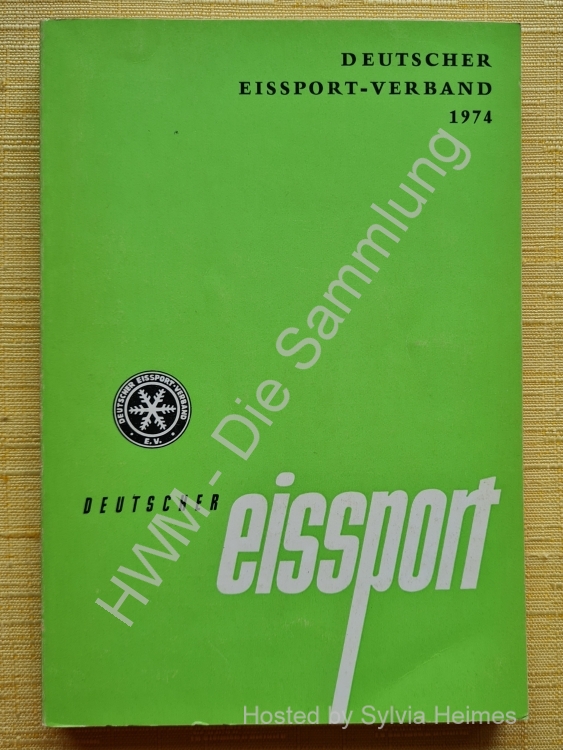 DEUTSCHER
EISSPORT-VERBAND
1974
HWM - Die Sammlung
DEUTSCHER EISSPORT-VERBAND
E.V.
DEUTSCHER
eissport
Hosted by Sylvia Heimes